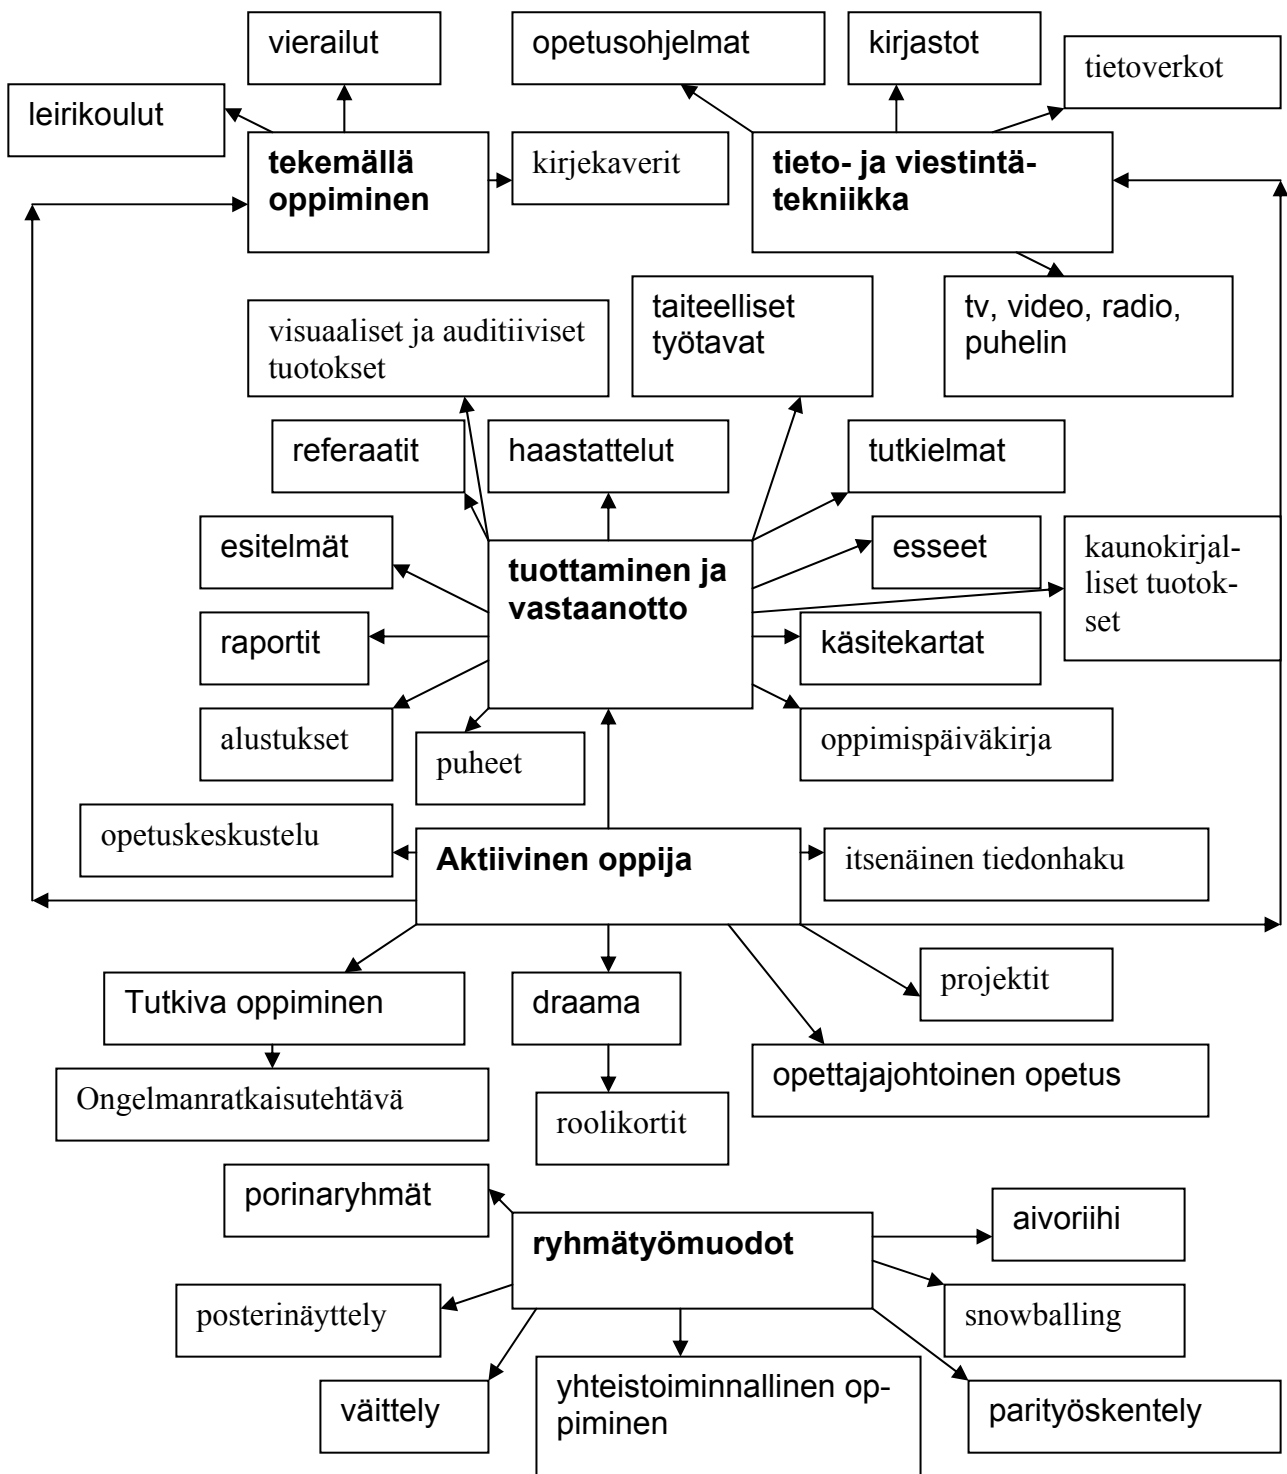 vierailut
opetusohjelmat
kirjastot
tietoverkot
leirikoulut
tekemällä
oppiminen
kirjekaverit
tieto- ja viestintä-
tekniikka
visuaaliset ja auditiiviset
tuotokset
taiteelliset
työtavat
tv, video, radio,
puhelin
referaatit
haastattelut
tutkielmat
esitelmät
tuottaminen ja
vastaanotto
esseet
kaunokirjal-
liset tuotok-
set
raportit
käsitekartat
alustukset
puheet
oppimispäiväkirja
opetuskeskustelu
Aktiivinen oppija
itsenäinen tiedonhaku
Tutkiva oppiminen
draama
projektit
Ongelmanratkaisutehtävä
roolikortit
opettajajohtoinen opetus
porinaryhmät
ryhmätyömuodot
aivoriihi
posterinäyttely
snowballing
väittely
yhteistoiminnallinen op-
piminen
parityöskentely